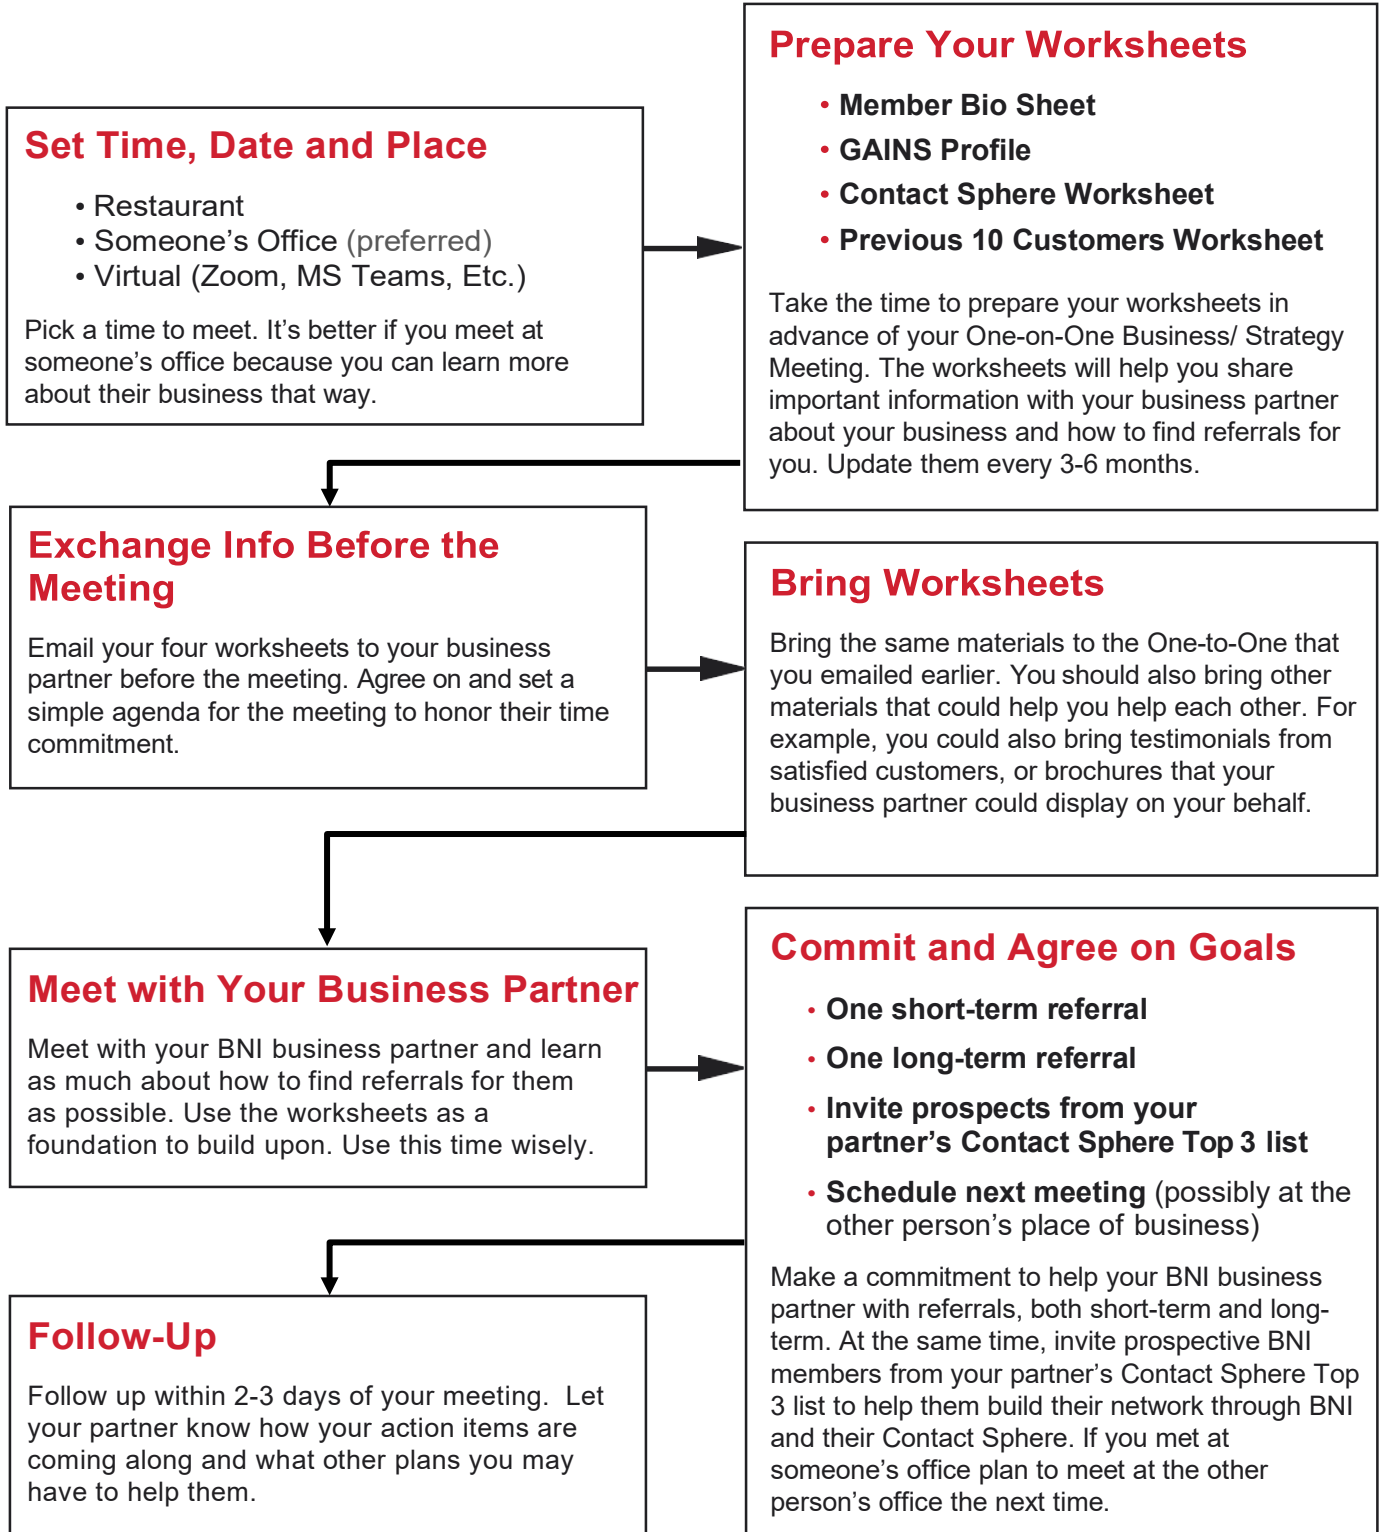 Set Time, Date and Place
• Restaurant
• Someone’s Office (preferred)
• Virtual (Zoom, MS Teams, Etc.)
Pick a time to meet. It’s better if you meet at
someone’s office because you can learn more
about their business that way.
Prepare Your Worksheets
• Member Bio Sheet
• GAINS Profile
• Contact Sphere Worksheet
• Previous 10 Customers Worksheet
Take the time to prepare your worksheets in
advance of your One-on-One Business/ Strategy
Meeting. The worksheets will help you share
important information with your business partner
about your business and how to find referrals for
you. Update them every 3-6 months.
Exchange Info Before the
Meeting
Email your four worksheets to your business
partner before the meeting. Agree on and set a
simple agenda for the meeting to honor their time
commitment.
Bring Worksheets
Bring the same materials to the One-to-One that
you emailed earlier. You should also bring other
materials that could help you help each other. For
example, you could also bring testimonials from
satisfied customers, or brochures that your
business partner could display on your behalf.
Meet with Your Business Partner
Meet with your BNI business partner and learn
as much about how to find referrals for them
as possible. Use the worksheets as a
foundation to build upon. Use this time wisely.
Commit and Agree on Goals
• One short-term referral
• One long-term referral
• Invite prospects from your
partner’s Contact Sphere Top 3 list
• Schedule next meeting (possibly at the
other person’s place of business)
Make a commitment to help your BNI business
partner with referrals, both short-term and long-
term. At the same time, invite prospective BNI
members from your partner’s Contact Sphere Top
3 list to help them build their network through BNI
and their Contact Sphere. If you met at
someone’s office plan to meet at the other
person’s office the next time.
Follow-Up
Follow up within 2-3 days of your meeting. Let
your partner know how your action items are
coming along and what other plans you may
have to help them.